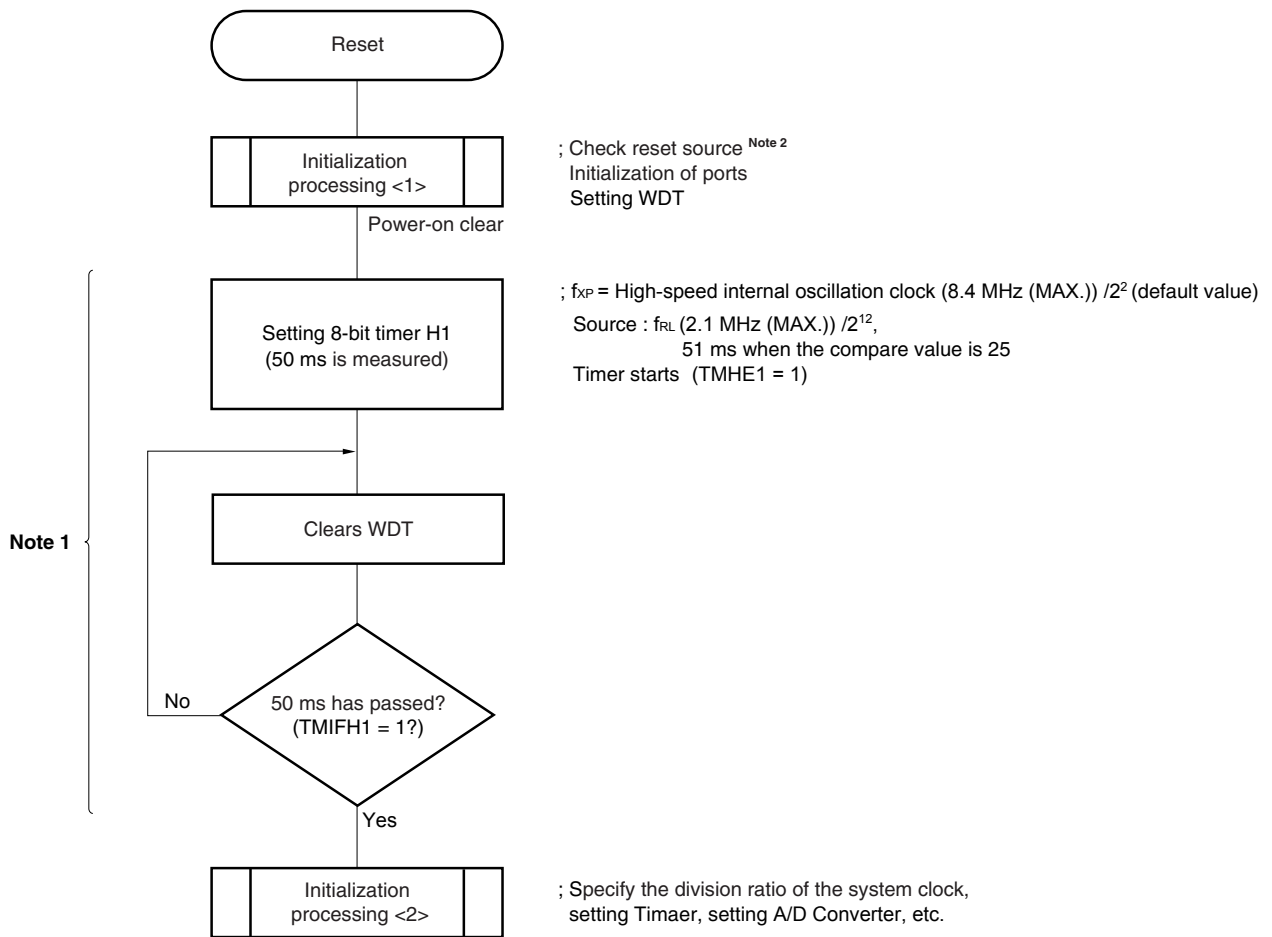 Reset
Initialization
processing <1>
; Check reset source Note 2
Initialization of ports
Setting WDT
Power-on clear
Setting 8-bit timer H1
(50 ms is measured)
; fXP = High-speed internal oscillation clock (8.4 MHz (MAX.)) /2² (default value)
Source : fRL (2.1 MHz (MAX.)) /2¹²,
51 ms when the compare value is 25
Timer starts (TMHE1 = 1)
Note 1
Clears WDT
No
50 ms has passed?
(TMIFH1 = 1?)
Yes
Initialization
processing <2>
; Specify the division ratio of the system clock,
setting Timaer, setting A/D Converter, etc.